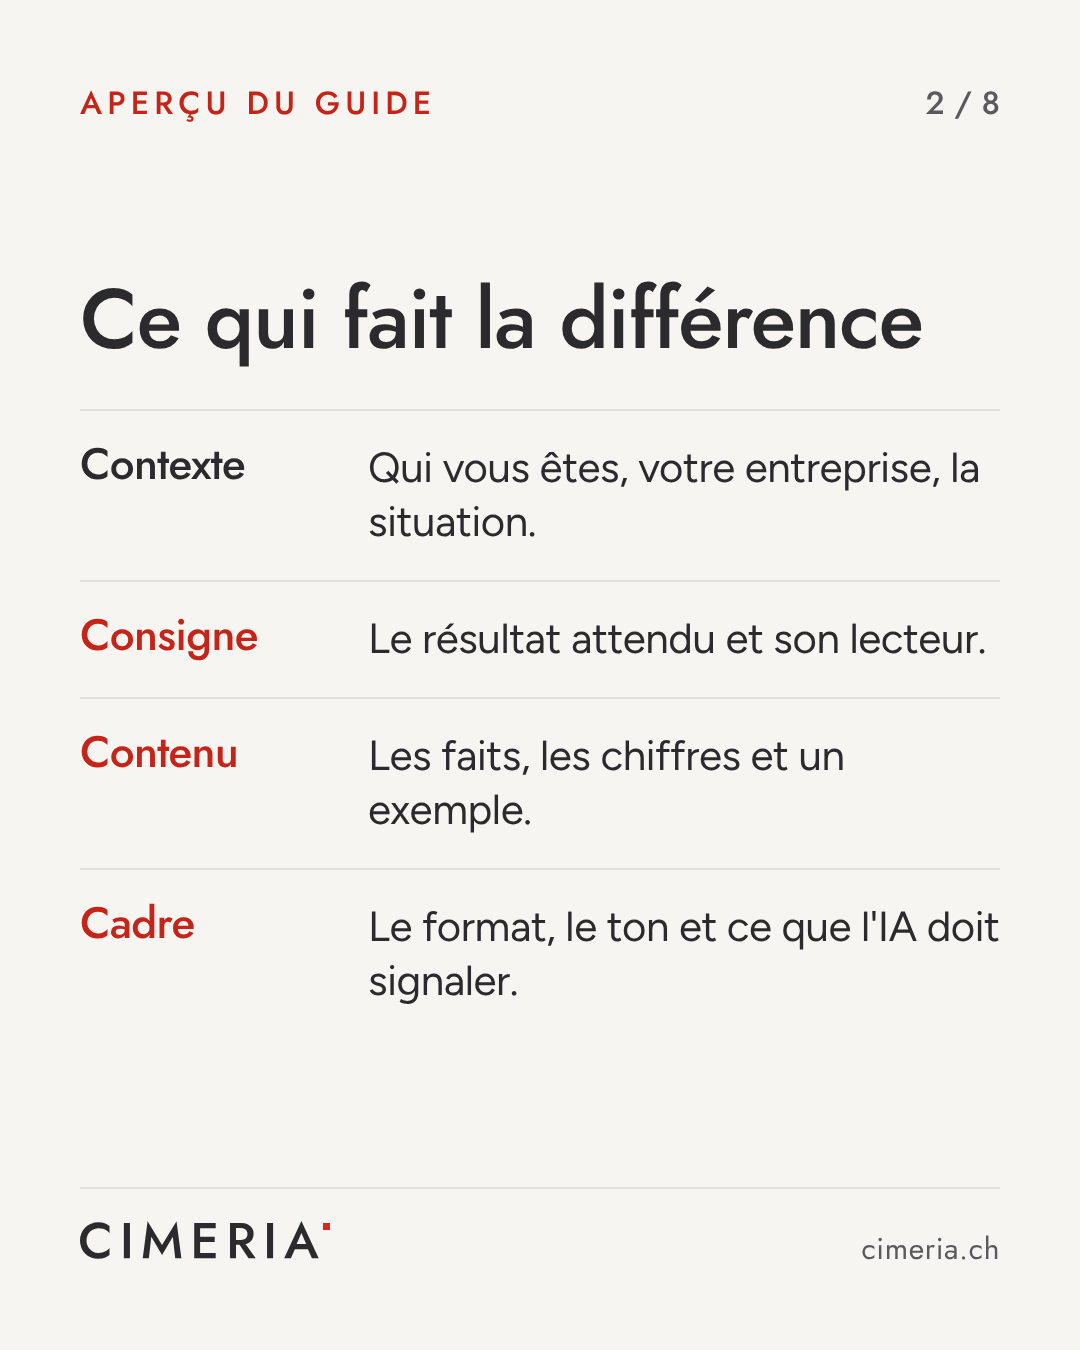 APERÇU DU GUIDE
2 / 8
Ce qui fait la différence
Contexte
Qui vous êtes, votre entreprise, la
situation.
Consigne
Le résultat attendu et son lecteur.
Contenu
Les faits, les chiffres et un
exemple.
Cadre
Le format, le ton et ce que l'IA doit
signaler.
CIMERIA
cimeria.ch